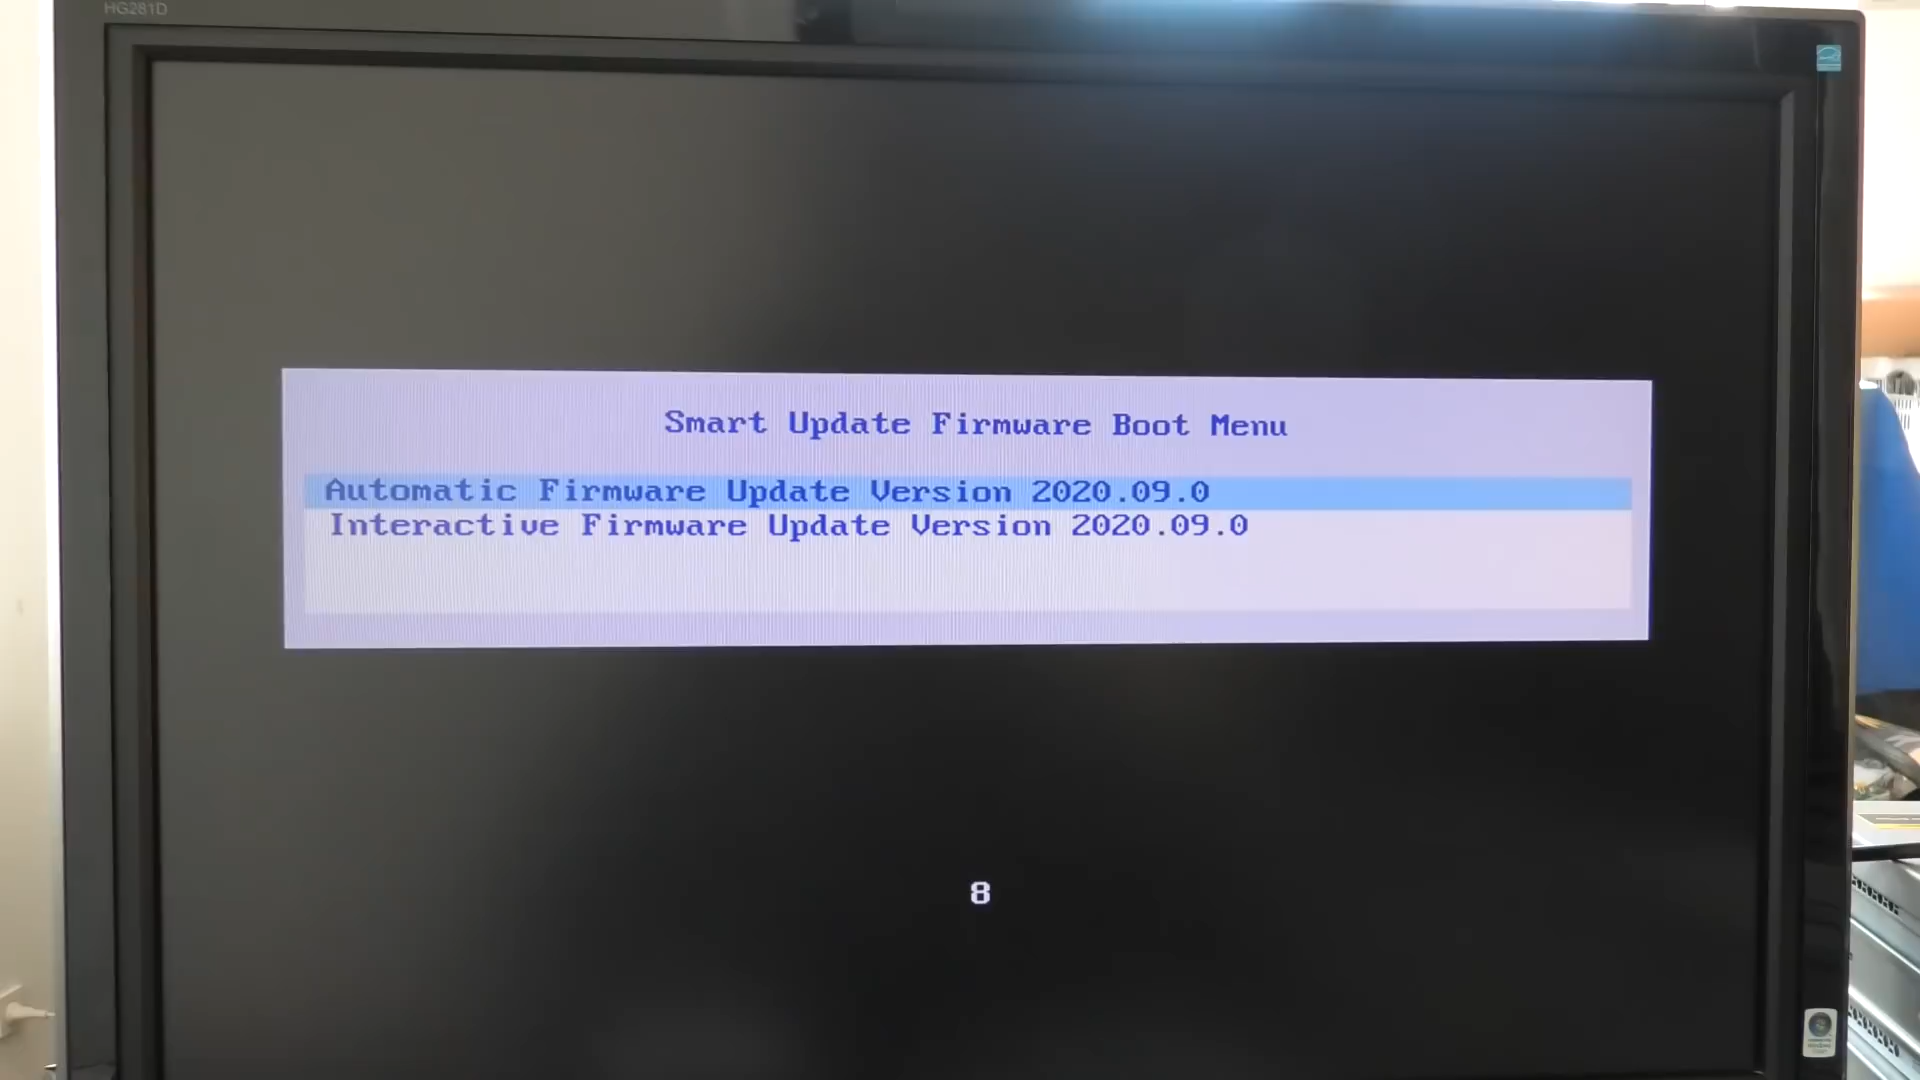 HG281D
Smart Update Firmware Boot Menu
Automatic Firmware Update Version 2020.09.0
Interactive Firmware Update Version 2020.09.0
8